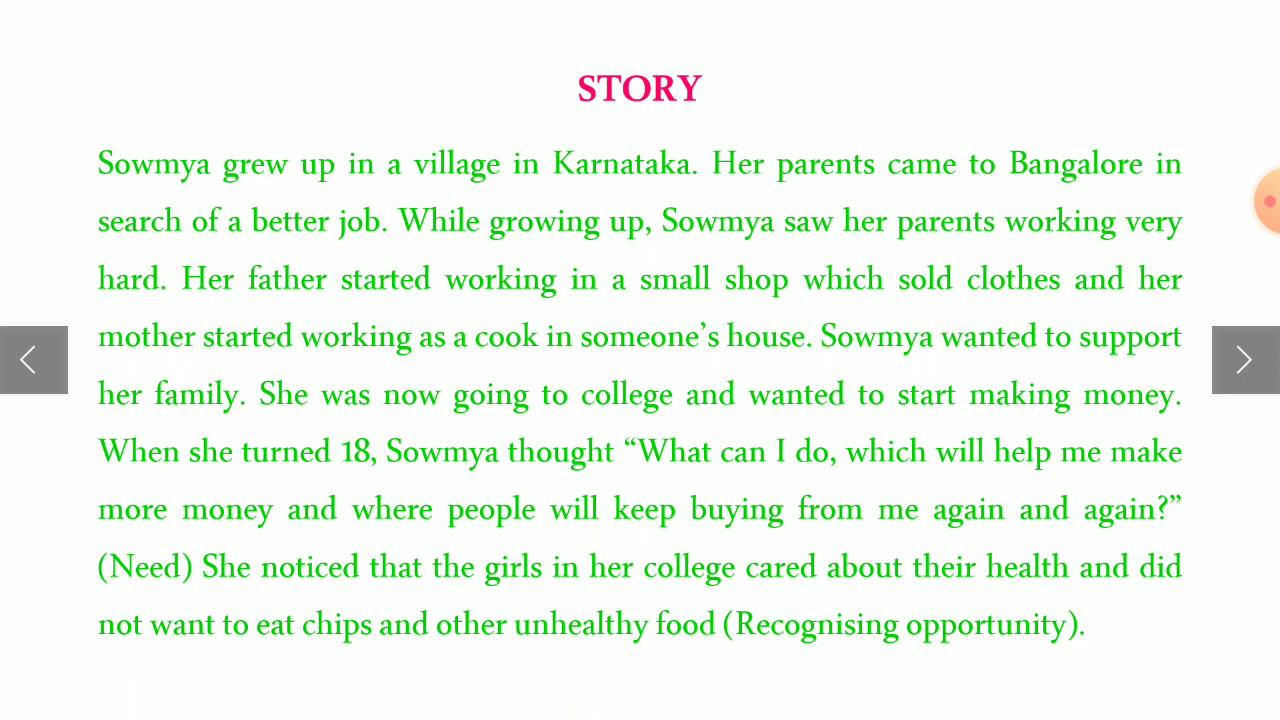 STORY
Sowmya grew up in a village in Karnataka. Her parents came to Bangalore in
search of a better job. While growing up, Sowmya saw her parents working very
hard. Her father started working in a small shop which sold clothes and her
mother started working as a cook in someone’s house. Sowmya wanted to support
her family. She was now going to college and wanted to start making money.
When she turned 18, Sowmya thought “What can I do, which will help me make
more money and where people will keep buying from me again and again?”
(Need) She noticed that the girls in her college cared about their health and did
not want to eat chips and other unhealthy food (Recognising opportunity).